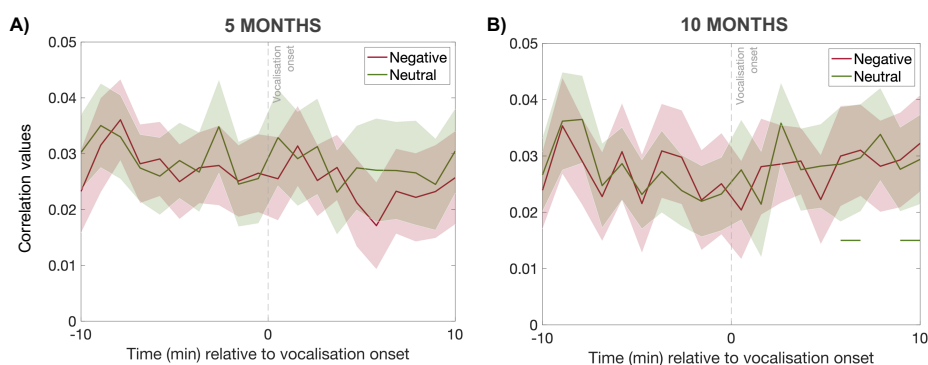 A)
5 MONTHS
0.05
0.04
0.03
0.02
0.01
0
Correlation values
-10
0
10
Time (min) relative to vocalisation onset
Vocalisation
onset
Negative
Neutral
B)
10 MONTHS
0.05
0.04
0.03
0.02
0.01
0
-10
0
10
Time (min) relative to vocalisation onset
Vocalisation
onset
Negative
Neutral